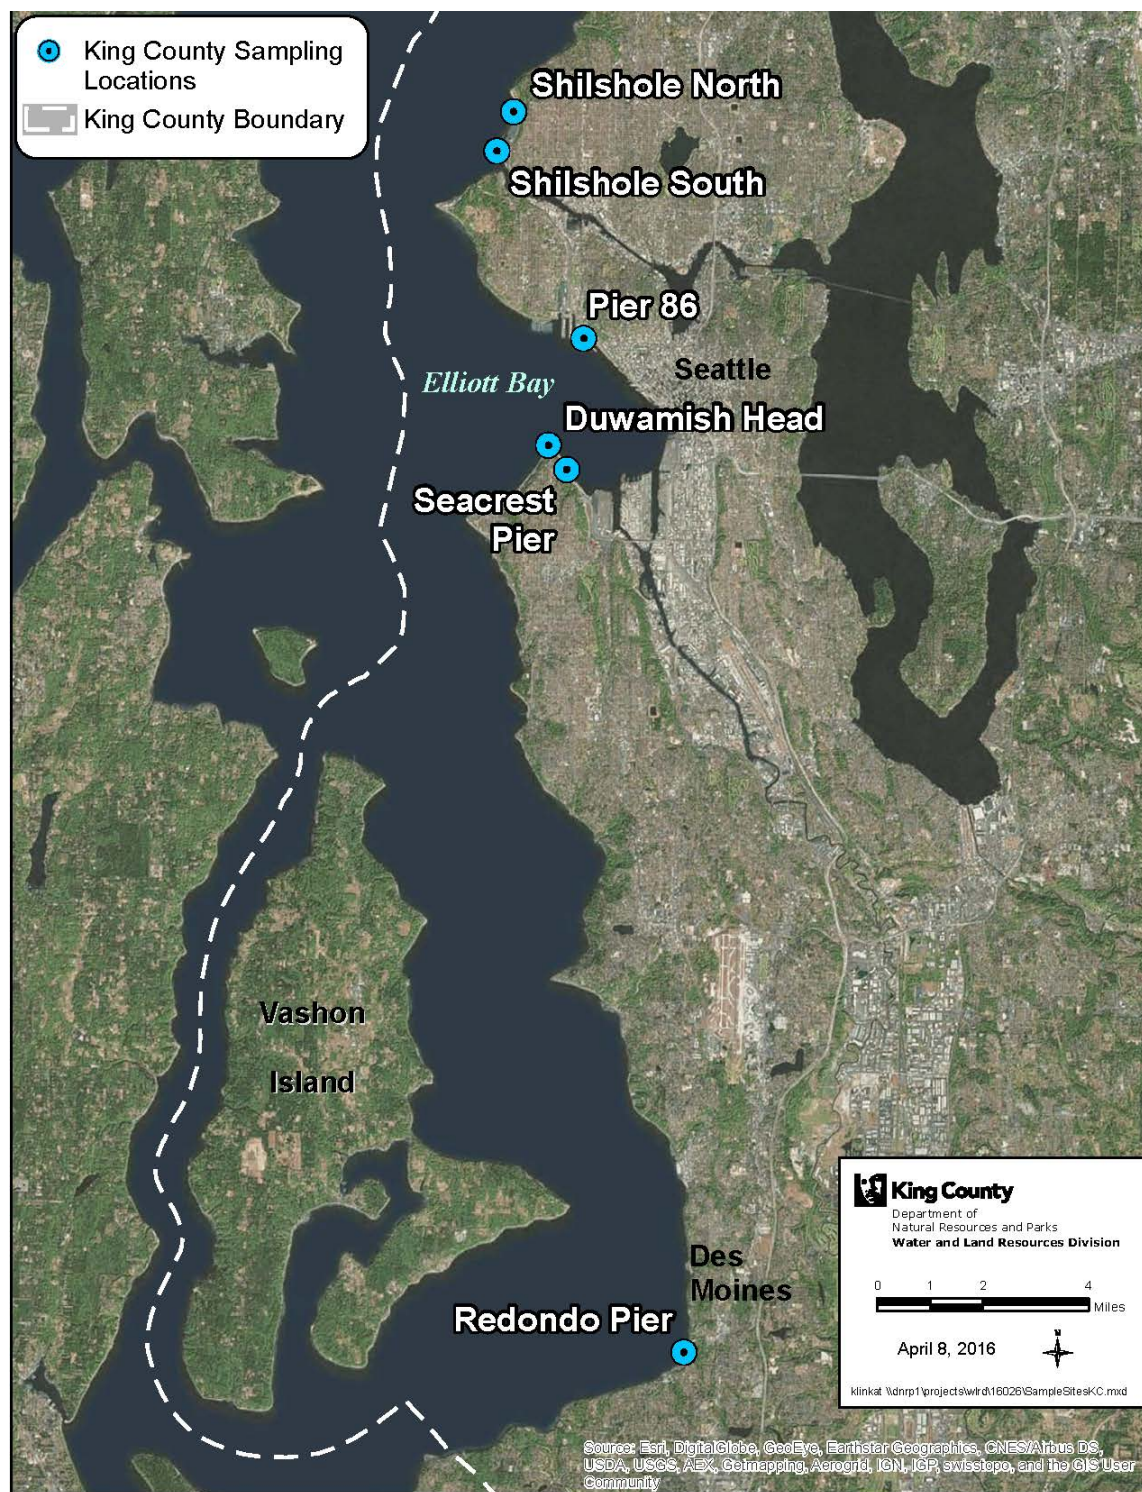 King County Sampling
Locations
King County Boundary
Shilshole North
Shilshole South
Pier 86
Seattle
Elliott Bay
Duwamish Head
Seacrest
Pier
Vashon
Island
Des
Moines
Redondo Pier
King County
Department of
Natural Resources and Parks
Water and Land Resources Division
0 1 2 4
Miles
April 8, 2016
N
klinkat \\dnrp1\projects\wlrd\16026\SampleSitesKC.mxd
Source: Esri, DigitalGlobe, GeoEye, Earthstar Geographics, CNES/Airbus DS,
USDA, USGS, AEX, Getmapping, Aerogrid, IGN, IGP, swisstopo, and the GIS User
Community